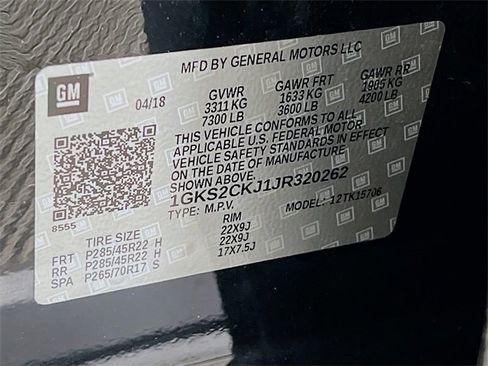 MFD BY GENERAL MOTORS LLC
GM
04/18
GVWR GAWR FRT GAWR RR
3311 KG 1633 KG 1905 KG
7300 LB 3600 LB 4200 LB
THIS VEHICLE CONFORMS TO ALL
APPLICABLE U.S. FEDERAL MOTOR
VEHICLE SAFETY STANDARDS IN EFFECT
ON THE DATE OF MANUFACTURE
SHOWN ABOVE.
1GKS2CKJ1JR320262
TYPE: M.P.V. MODEL: 12TK15706
8555
TIRE SIZE RIM
FRT P285/45R22 H 22X9J
RR P285/45R22 H 22X9J
SPA P265/70R17 S 17X7.5J